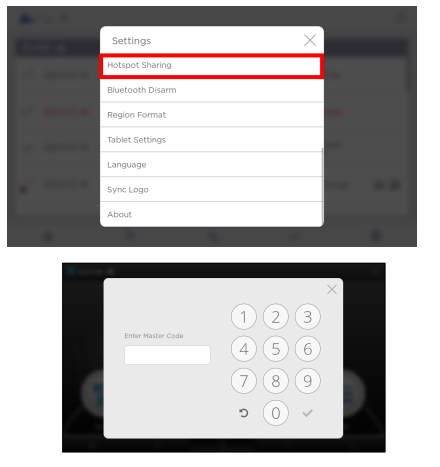 Settings
Hotspot Sharing
Bluetooth Disarm
Region Format
Tablet Settings
Language
Sync Logo
About
1 2 3
Enter Master Code
4 5 6
7 8 9
0